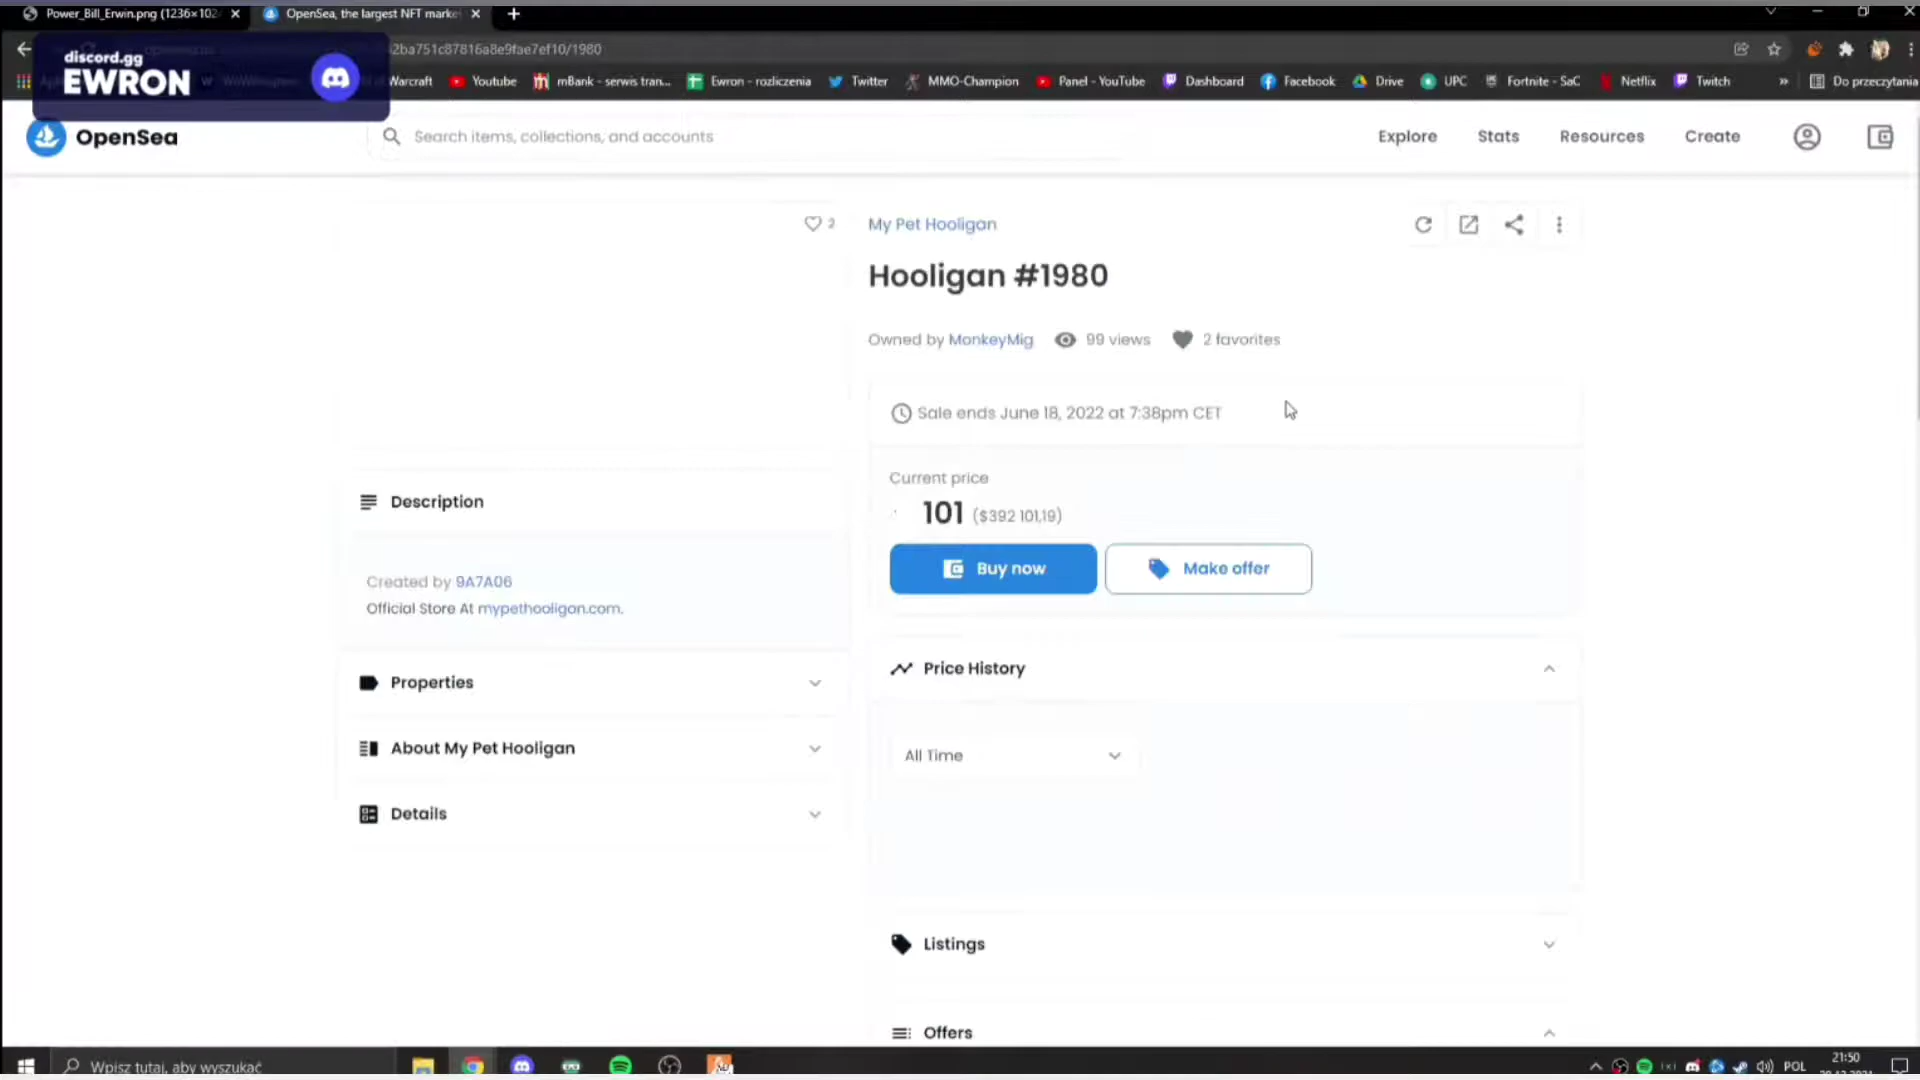 Power_Bill_Erwin.png (1236×102
OpenSea, the largest NFT marke
discord.gg
EWRON
2ba751c87816a8e9fae7ef10/1980
Warcraft
Youtube
mBank - serwis tran...
Ewron - rozliczenia
Twitter
MMO-Champion
Panel - YouTube
Dashboard
Facebook
Drive
UPC
Fortnite - SaC
Netflix
Twitch
»
Do przeczytania
OpenSea
Search items, collections, and accounts
Explore
Stats
Resources
Create
2
My Pet Hooligan
Hooligan #1980
Owned by MonkeyMig 99 views 2 favorites
Sale ends June 18, 2022 at 7:38pm CET
Current price
101 ($392 101,19)
Buy now
Make offer
Description
Created by 9A7A06
Official Store At mypethooligan.com.
Properties
About My Pet Hooligan
Details
Price History
All Time
Listings
Offers
Wpisz tutaj, aby wyszukać
POL
21:50